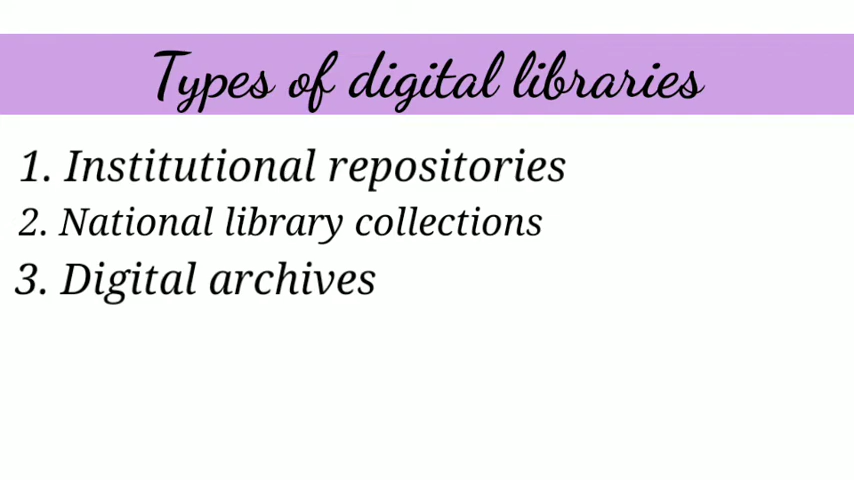 Types of digital libraries
1. Institutional repositories
2. National library collections
3. Digital archives